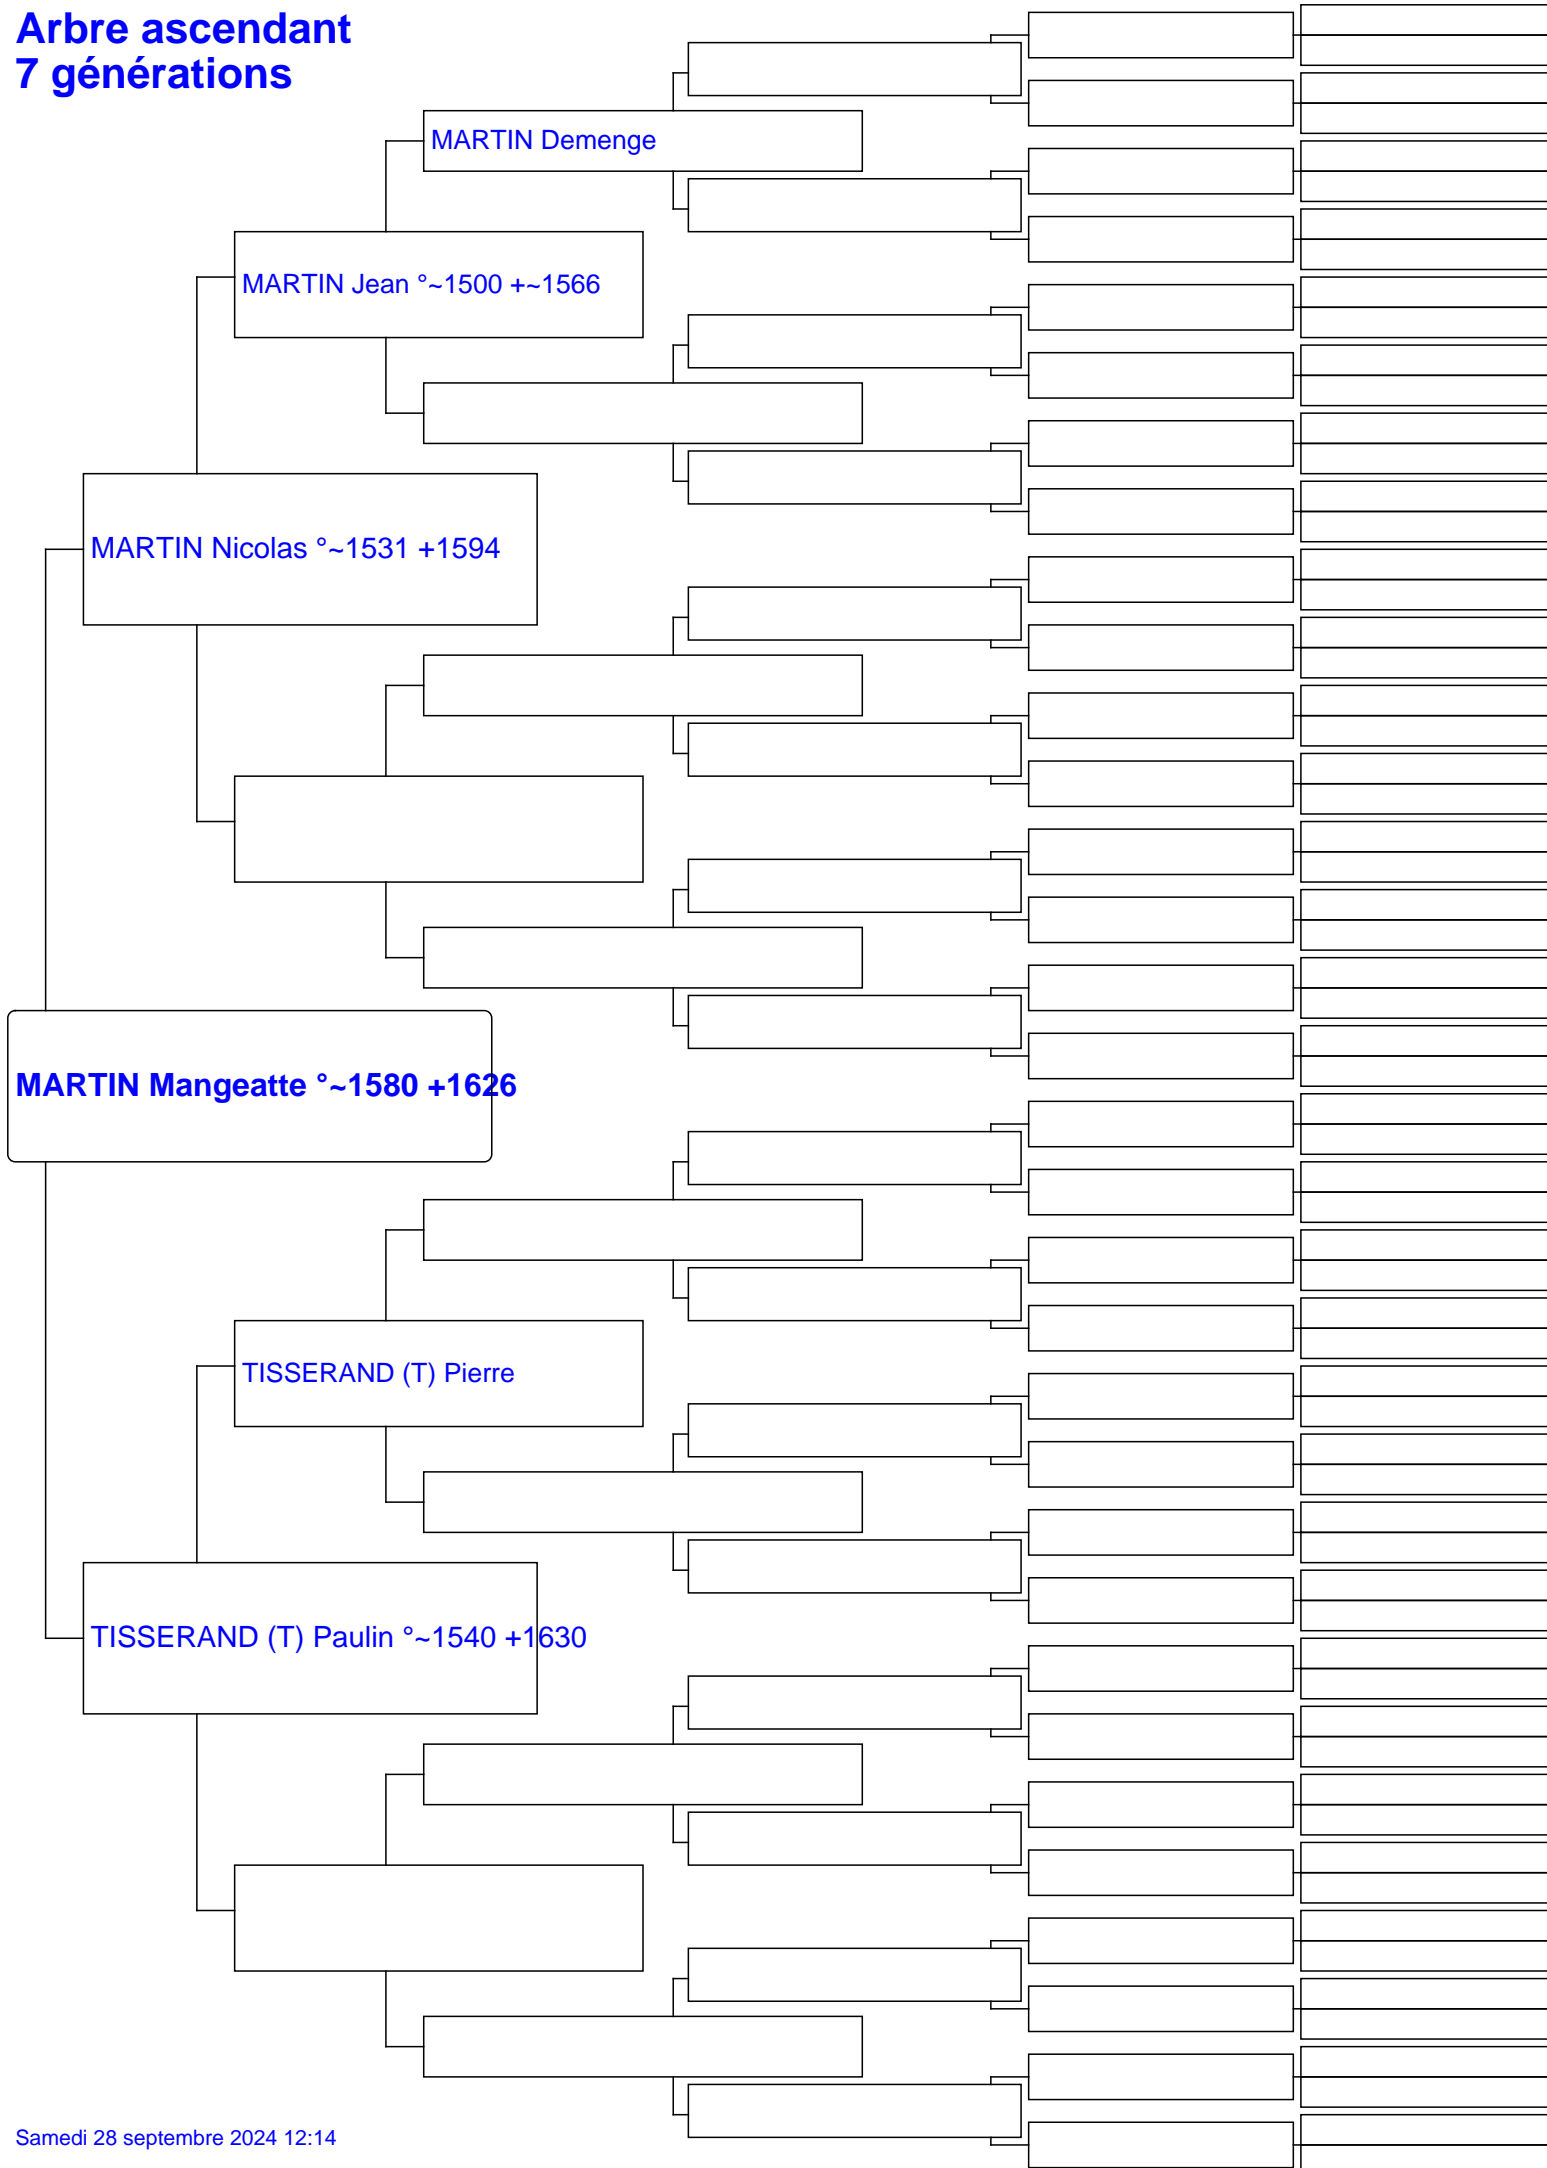 Arbre ascendant
7 générations
MARTIN Demenge
MARTIN Jean °~1500 +~1566
MARTIN Nicolas °~1531 +1594
MARTIN Mangeatte °~1580 +1626
TISSERAND (T) Pierre
TISSERAND (T) Paulin °~1540 +1630
Samedi 28 septembre 2024 12:14